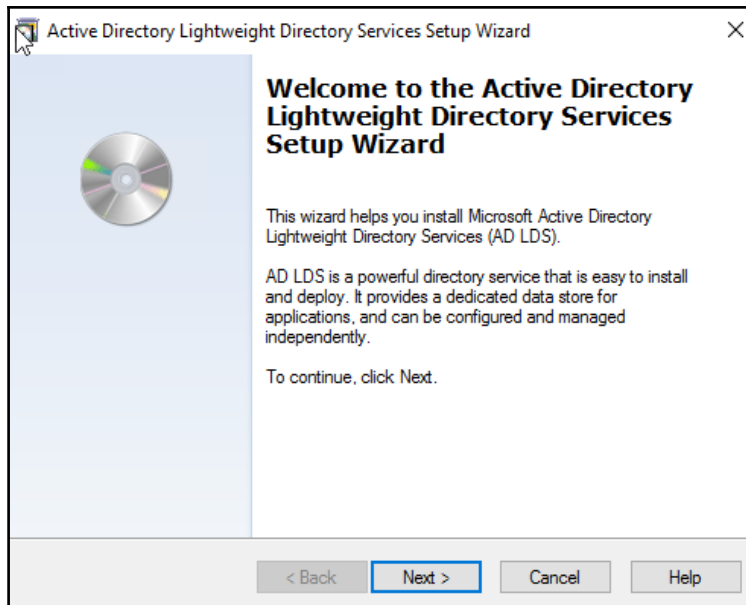 Active Directory Lightweight Directory Services Setup Wizard
Welcome to the Active Directory
Lightweight Directory Services
Setup Wizard
This wizard helps you install Microsoft Active Directory
Lightweight Directory Services (AD LDS).
AD LDS is a powerful directory service that is easy to install
and deploy. It provides a dedicated data store for
applications, and can be configured and managed
independently.
To continue, click Next.
< Back
Next >
Cancel
Help